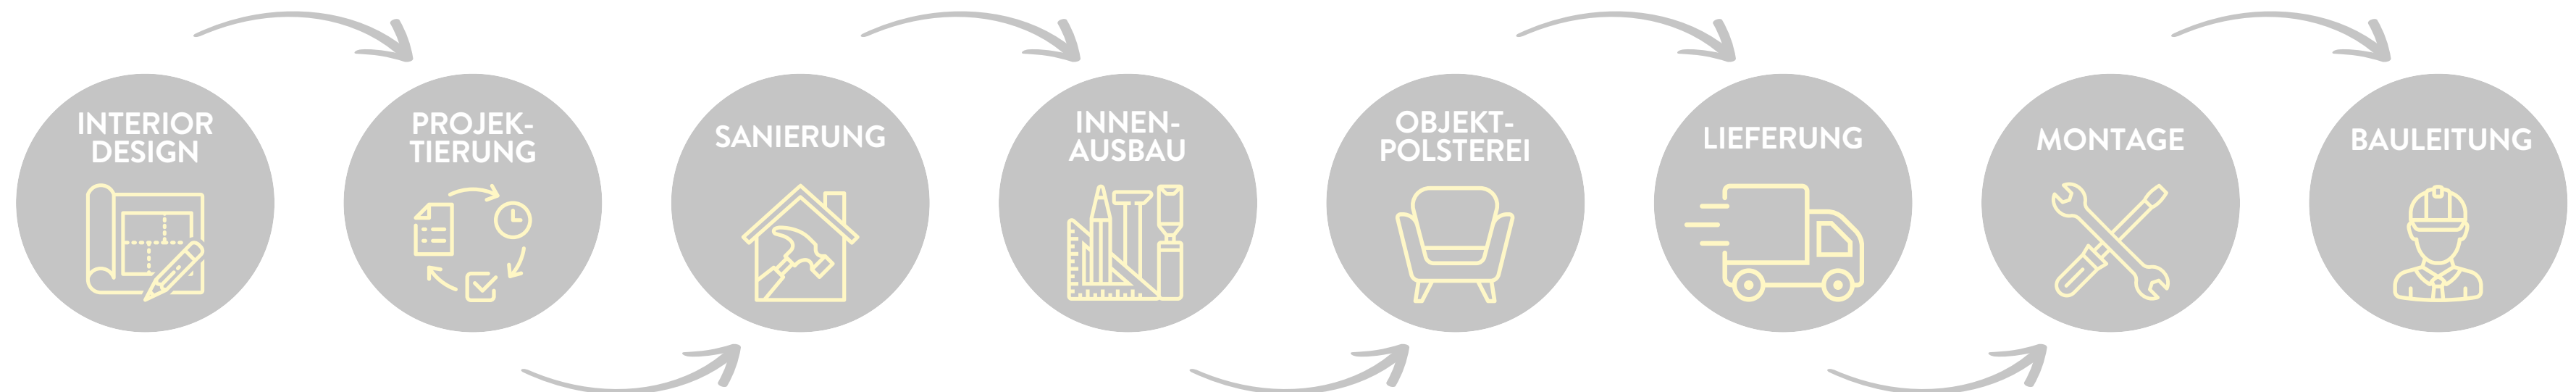 INTERIOR
DESIGN
PROJEK-
TIERUNG
SANIERUNG
INNEN-
AUSBAU
OBJEKT-
POLSTEREI
LIEFERUNG
MONTAGE
BAULEITUNG